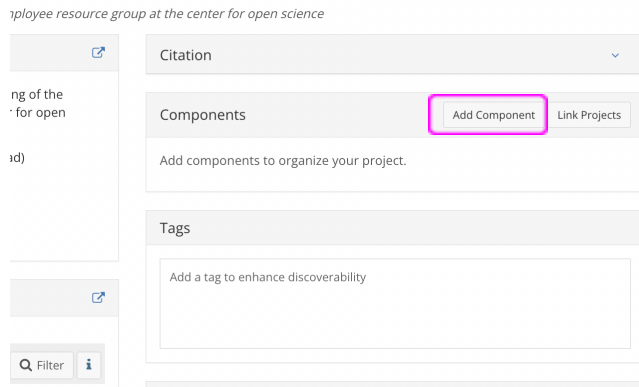 employee resource group at the center for open science
Citation
ng of the
for open
ad)
Components
Add Component
Link Projects
Add components to organize your project.
Tags
Add a tag to enhance discoverability
Filter
i